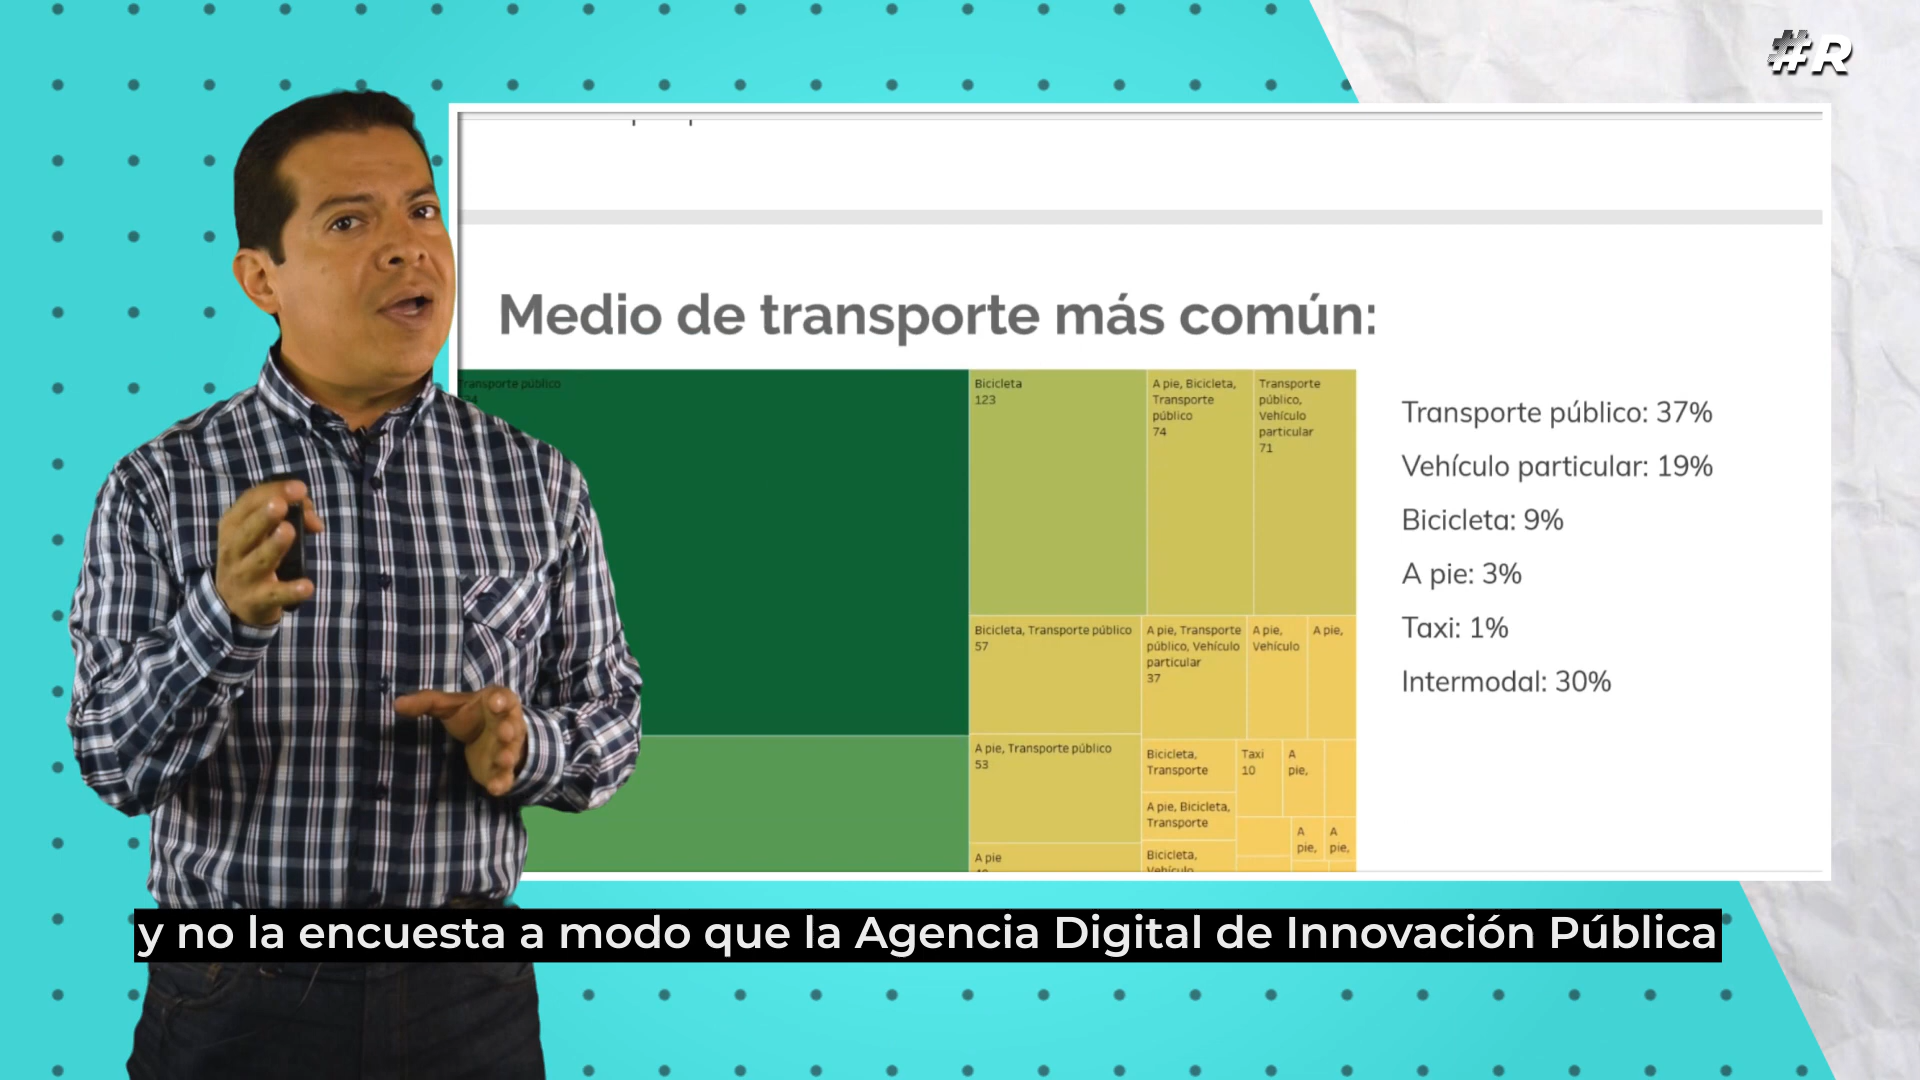 #R
Medio de transporte más común:
Transporte público
Bicicleta
123
A pie, Bicicleta,
Transporte
público
74
Transporte
público,
Vehículo
particular
71
Bicicleta, Transporte público
57
A pie, Transporte
público, Vehículo
particular
37
A pie,
Vehículo
A pie,
A pie, Transporte público
53
Bicicleta,
Transporte
Taxi
10
A
pie,
A pie, Bicicleta,
Transporte
A
pie,
A
pie,
A pie
Bicicleta,
Vehículo
Transporte público: 37%
Vehículo particular: 19%
Bicicleta: 9%
A pie: 3%
Taxi: 1%
Intermodal: 30%
y no la encuesta a modo que la Agencia Digital de Innovación Pública